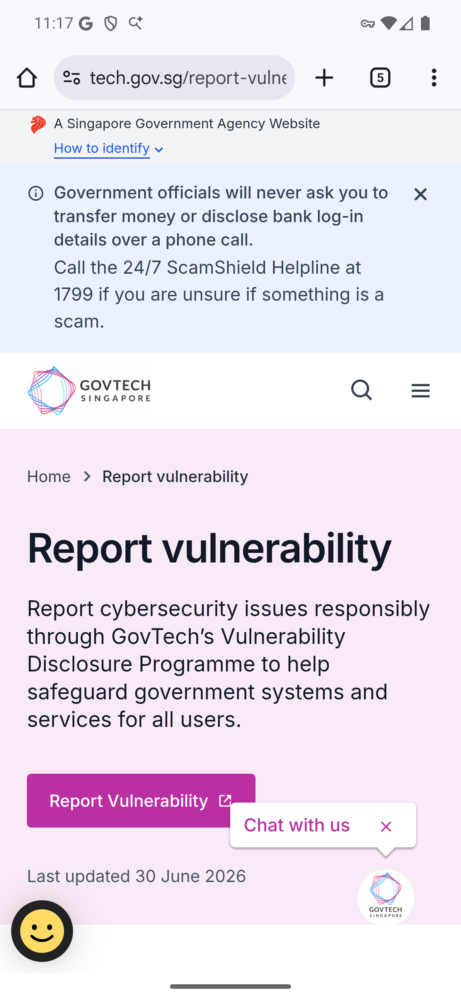 11:17
tech.gov.sg/report-vulne
5
A Singapore Government Agency Website
How to identify
Government officials will never ask you to
transfer money or disclose bank log-in
details over a phone call.
Call the 24/7 ScamShield Helpline at
1799 if you are unsure if something is a
scam.
GOVTECH
SINGAPORE
Home > Report vulnerability
Report vulnerability
Report cybersecurity issues responsibly
through GovTech’s Vulnerability
Disclosure Programme to help
safeguard government systems and
services for all users.
Report Vulnerability
Chat with us
Last updated 30 June 2026
GOVTECH
SINGAPORE